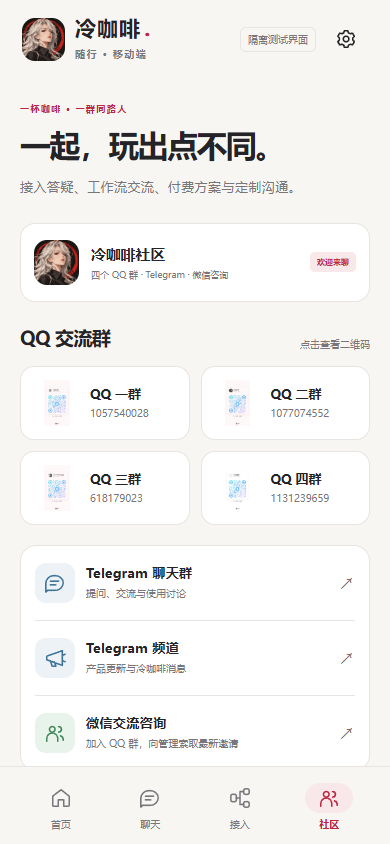 冷咖啡.
随行 • 移动端
隔离测试界面
一杯咖啡 • 一群同路人
一起，玩出点不同。
接入答疑、工作流交流、付费方案与定制沟通。
冷咖啡社区
四个 QQ 群 · Telegram · 微信咨询
欢迎来聊
QQ 交流群
点击查看二维码
QQ 一群
1057540028
QQ 二群
1077074552
QQ 三群
618179023
QQ 四群
1131239659
Telegram 聊天群
提问、交流与使用讨论
Telegram 频道
产品更新与冷咖啡消息
微信交流咨询
加入 QQ 群，向管理索取最新邀请
首页
聊天
接入
社区